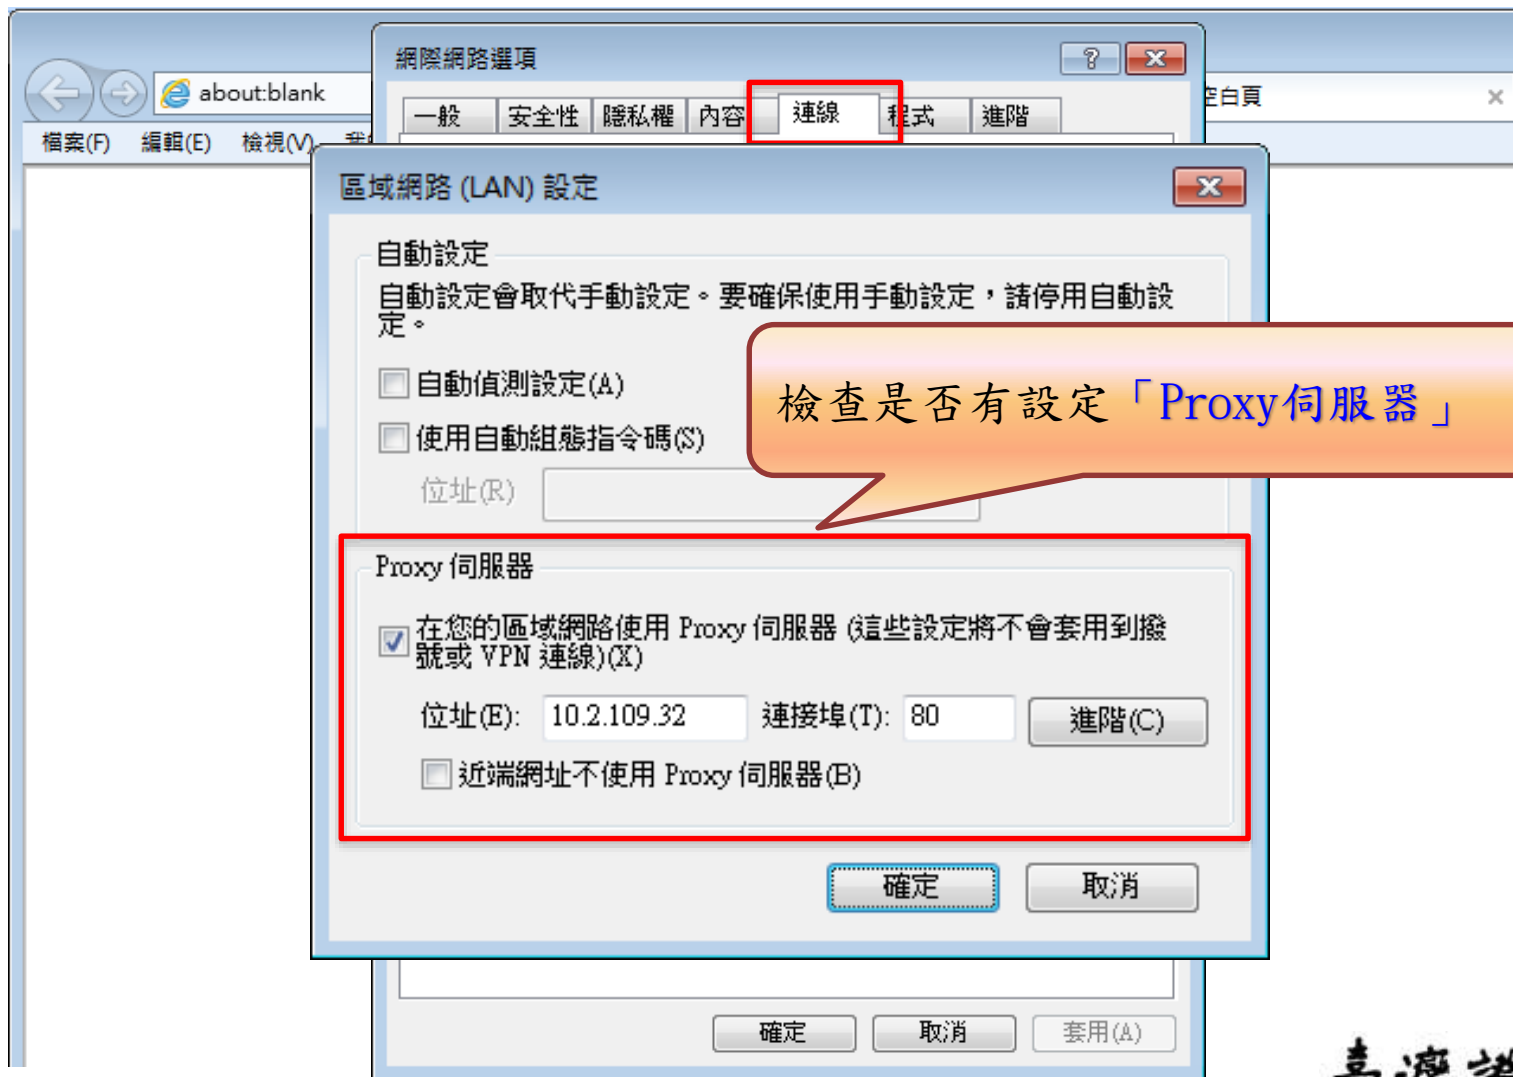 網際網路選項
about:blank
空白頁
一般 安全性 隱私權 內容 連線 程式 進階
檔案(F) 編輯(E) 檢視(V)
區域網路 (LAN) 設定
自動設定
自動設定會取代手動設定。要確保使用手動設定，請停用自動設
定。
自動偵測設定(A)
檢查是否有設定「Proxy伺服器」
使用自動組態指令碼(S)
位址(R)
Proxy 伺服器
在您的區域網路使用 Proxy 伺服器 (這些設定將不會套用到撥
號或 VPN 連線)(X)
位址(E): 10.2.109.32 連接埠(T): 80 進階(C)
近端網址不使用 Proxy 伺服器(B)
確定 取消
確定 取消 套用(A)